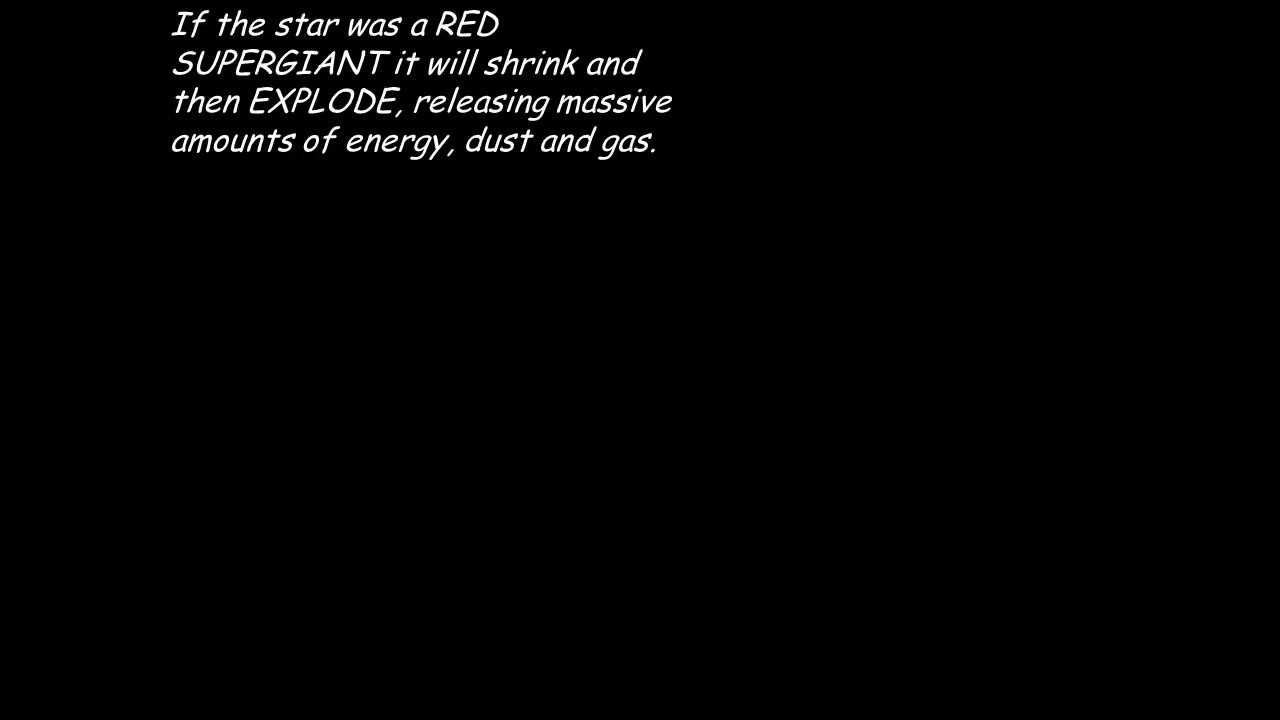 If the star was a RED
SUPERGIANT it will shrink and
then EXPLODE, releasing massive
amounts of energy, dust and gas.